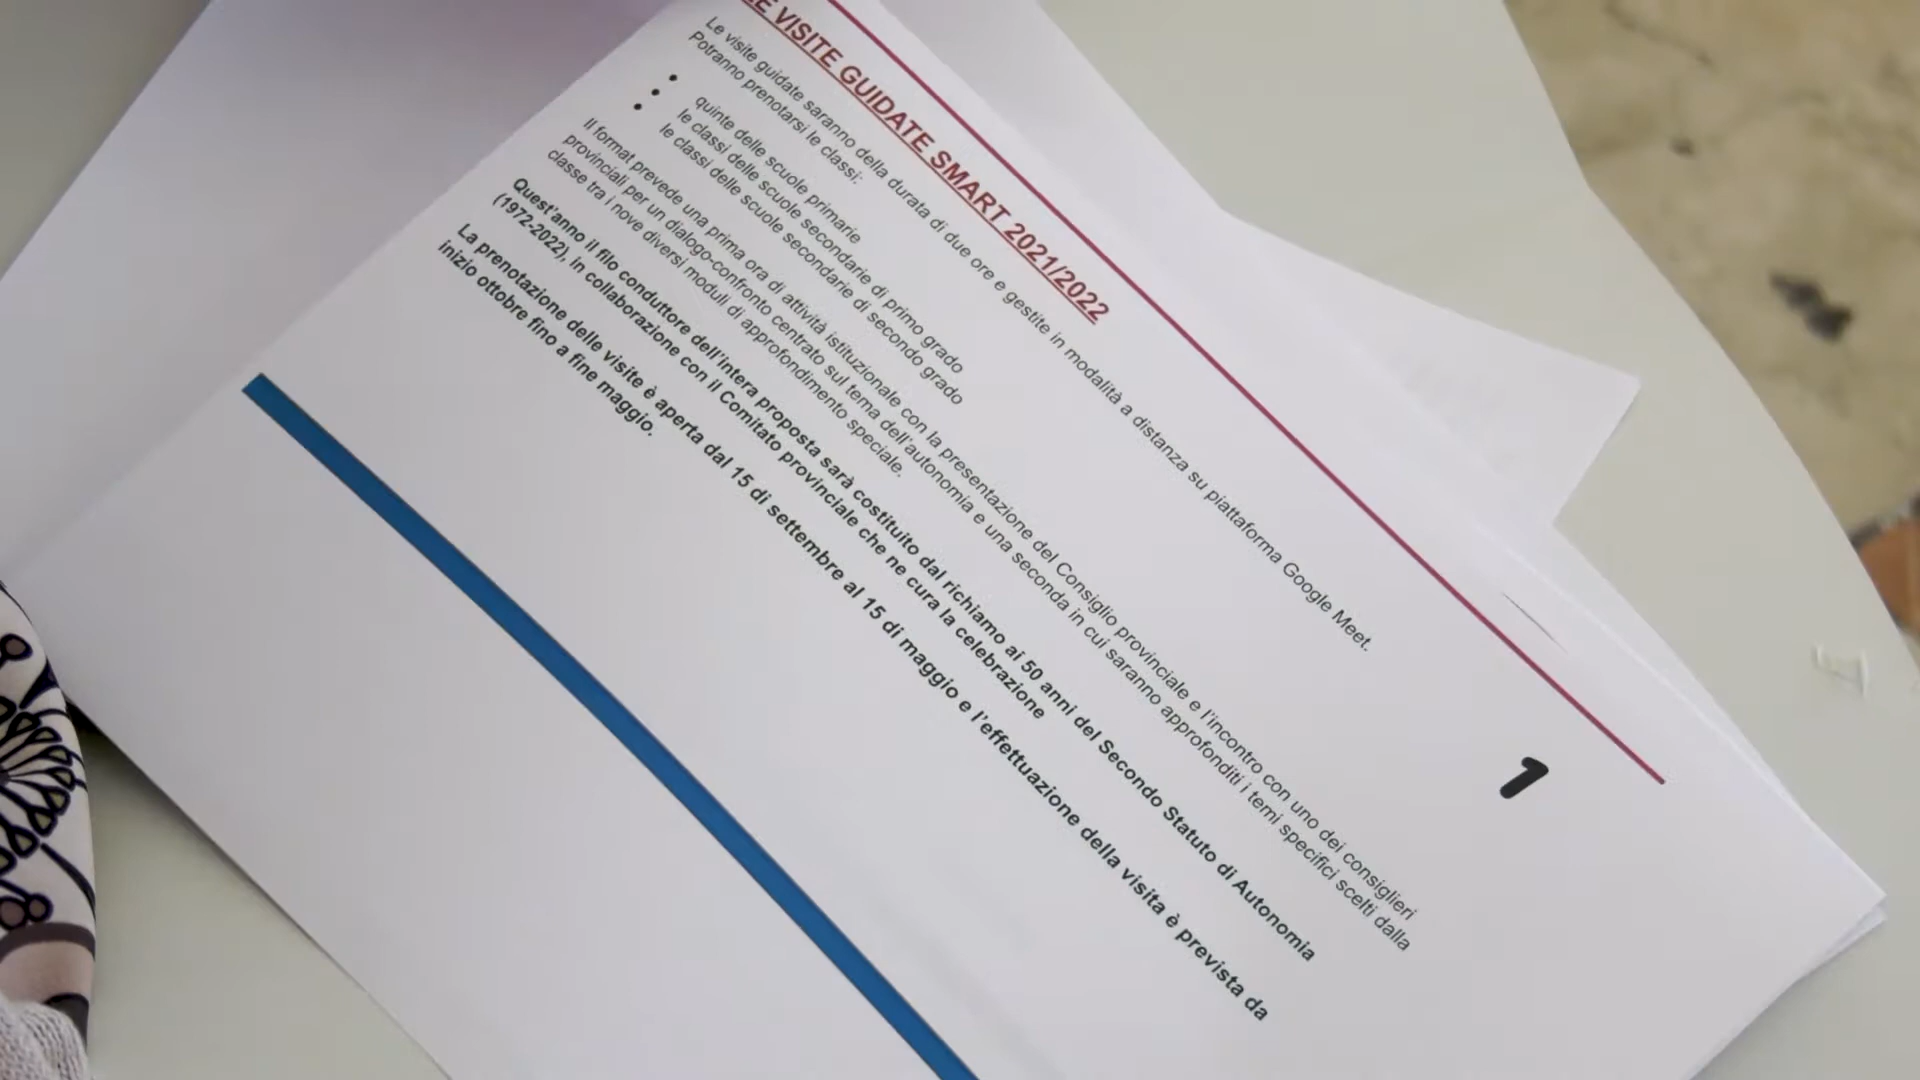 LE VISITE GUIDATE SMART 2021/2022
Le visite guidate saranno della durata di due ore e gestite in modalità a distanza su piattaforma Google Meet.
Potranno prenotarsi le classi:
• quinte delle scuole primarie
• le classi delle scuole secondarie di primo grado
• le classi delle scuole secondarie di secondo grado
Il format prevede una prima ora di attività istituzionale con la presentazione del Consiglio provinciale e l'incontro con uno dei consiglieri
provinciali per un dialogo-confronto centrato sul tema dell'autonomia e una seconda in cui saranno approfonditi i temi specifici scelti dalla
classe tra i nove diversi moduli di approfondimento speciale.
Quest'anno il filo conduttore dell'intera proposta sarà costituito dal richiamo ai 50 anni del Secondo Statuto di Autonomia
(1972-2022), in collaborazione con il Comitato provinciale che ne cura la celebrazione
La prenotazione delle visite è aperta dal 15 di settembre al 15 di maggio e l'effettuazione della visita è prevista da
inizio ottobre fino a fine maggio.
1